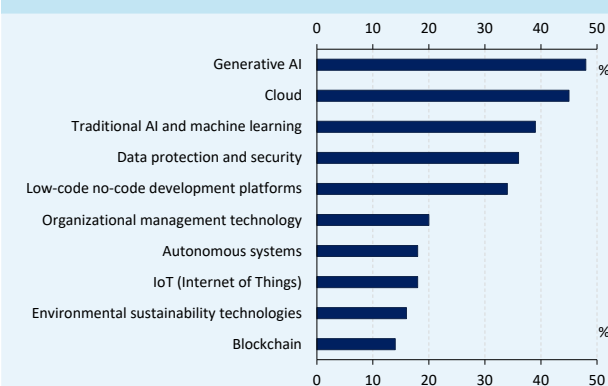 0 10 20 30 40 50
Generative AI
%
Cloud
Traditional AI and machine learning
Data protection and security
Low-code no-code development platforms
Organizational management technology
Autonomous systems
IoT (Internet of Things)
Environmental sustainability technologies
%
Blockchain
0 10 20 30 40 50